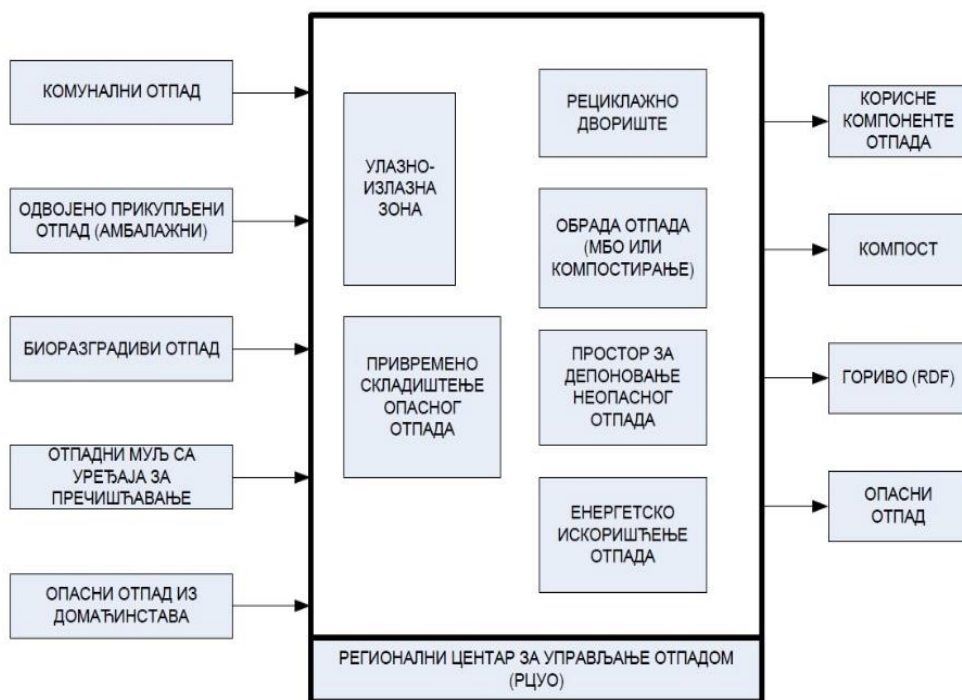 КОМУНАЛНИ ОТПАД
ОДВОЈЕНО ПРИКУПЉЕНИ
ОТПАД (АМБАЛАЖНИ)
БИОРАЗГРАДИВИ ОТПАД
ОТПАДНИ МУЉ СА
УРЕЂАЈА ЗА
ПРЕЧИШЋАВАЊЕ
ОПАСНИ ОТПАД ИЗ
ДОМАЋИНСТАВА
УЛАЗНО-
ИЗЛАЗНА
ЗОНА
ПРИВРЕМЕНО
СКЛАДИШТЕЊЕ
ОПАСНОГ
ОТПАДА
РЕЦИКЛАЖНО
ДВОРИШТЕ
ОБРАДА ОТПАДА
(МБО ИЛИ
КОМПОСТИРАЊЕ)
ПРОСТОР ЗА
ДЕПОНОВАЊЕ
НЕОПАСНОГ
ОТПАДА
ЕНЕРГЕТСКО
ИСКОРИШЋЕЊЕ
ОТПАДА
КОРИСНЕ
КОМПОНЕНТЕ
ОТПАДА
КОМПОСТ
ГОРИВО (RDF)
ОПАСНИ
ОТПАД
РЕГИОНАЛНИ ЦЕНТАР ЗА УПРАВЉАЊЕ ОТПАДОМ
(РЦУО)